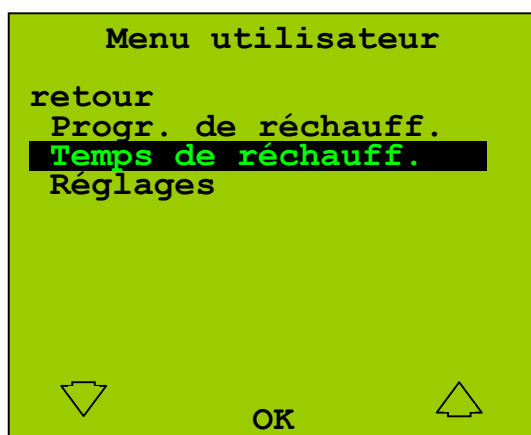 Menu utilisateur
retour
Progr. de réchauff.
Temps de réchauff.
Réglages
OK